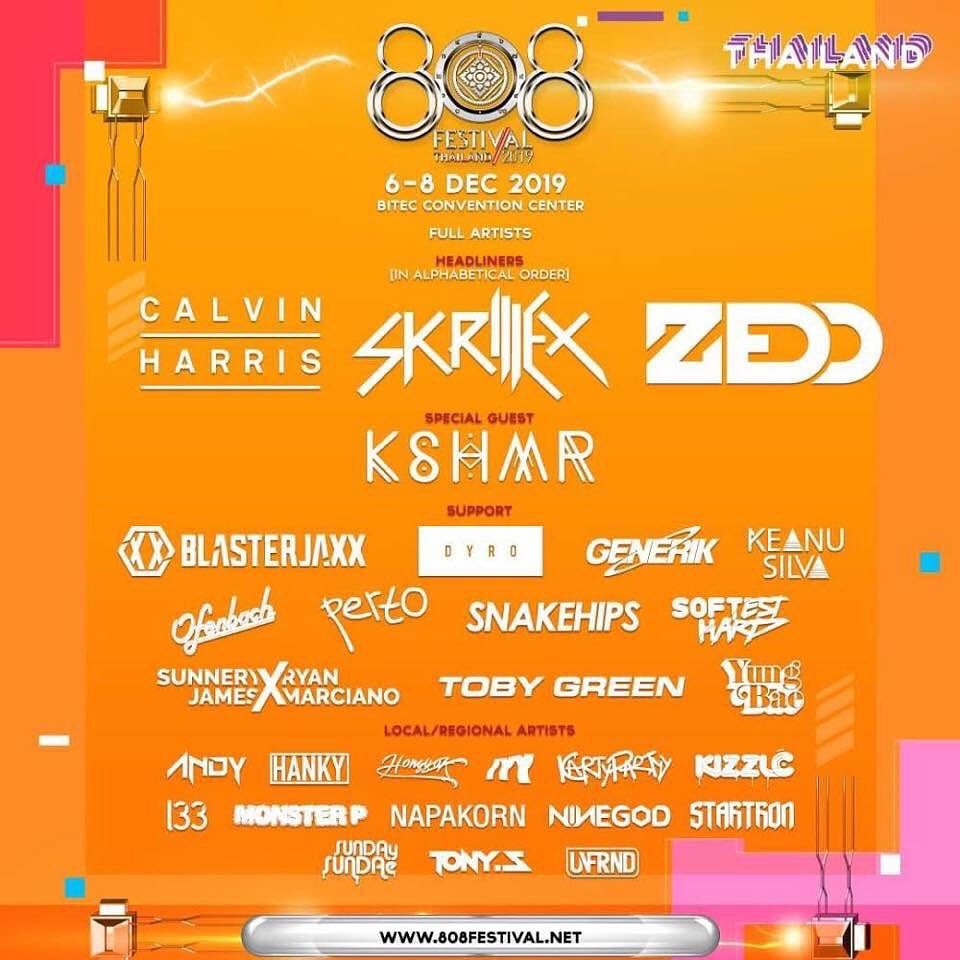 808
THAILAND
FESTIVAL
THAILAND//2019
6-8 DEC 2019
BITEC CONVENTION CENTER
FULL ARTISTS
HEADLINERS
[IN ALPHABETICAL ORDER]
CALVIN HARRIS SKRILLEX ZEDD
SPECIAL GUEST
KSHMR
SUPPORT
BLASTERJAXX DYRO GENERIK KEANU SILVA
Ofenbach perto SNAKEHIPS SOFTEST HARD
SUNNERY JAMES X RYAN MARCIANO TOBY GREEN Yung Bae
LOCAL/REGIONAL ARTISTS
ANDY HANKY KARTYPARTY KIZZLE
133 MONSTER P NAPAKORN NINEGOD STARTRON
SUNDAY SUNDAE TONY.Z UVFRND
WWW.808FESTIVAL.NET